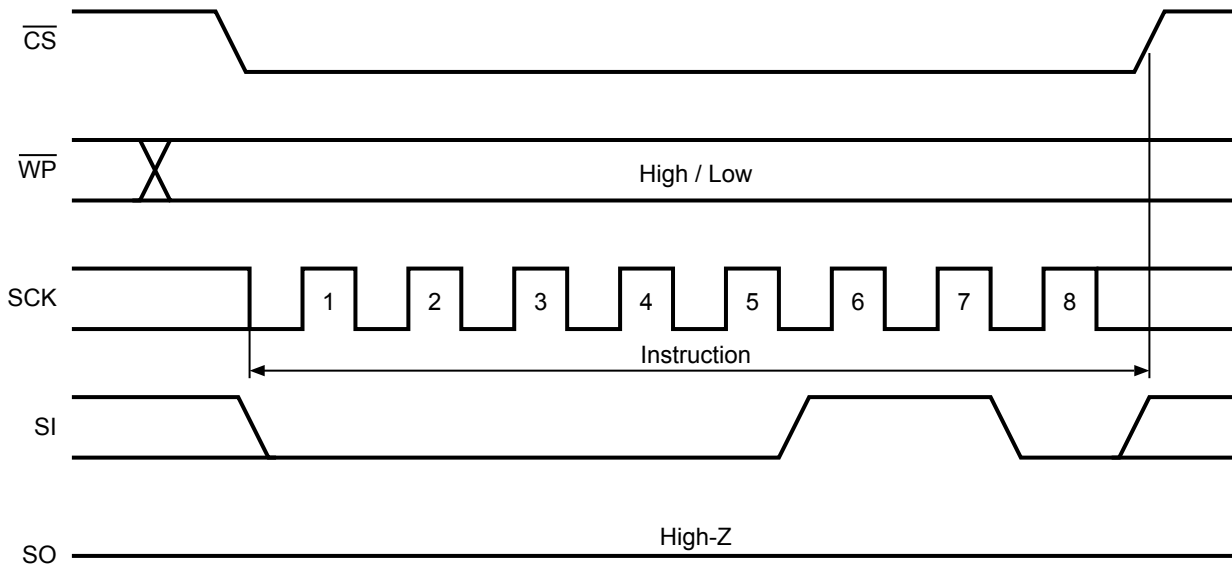 CS
WP
High / Low
SCK
1 2 3 4 5 6 7 8
Instruction
SI
High-Z
SO